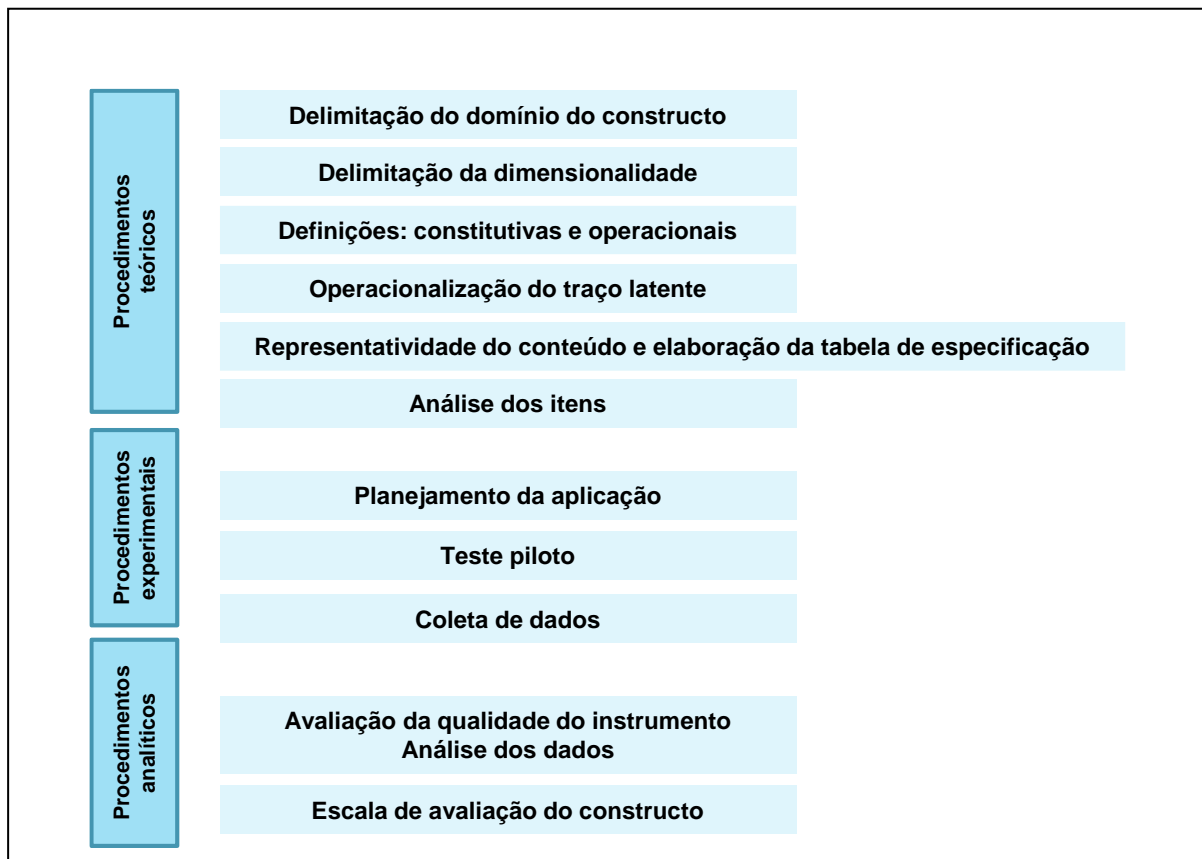 Procedimentos
teóricos
Delimitação do domínio do constructo
Delimitação da dimensionalidade
Definições: constitutivas e operacionais
Operacionalização do traço latente
Representatividade do conteúdo e elaboração da tabela de especificação
Análise dos itens
Procedimentos
experimentais
Planejamento da aplicação
Teste piloto
Coleta de dados
Procedimentos
analíticos
Avaliação da qualidade do instrumento
Análise dos dados
Escala de avaliação do constructo